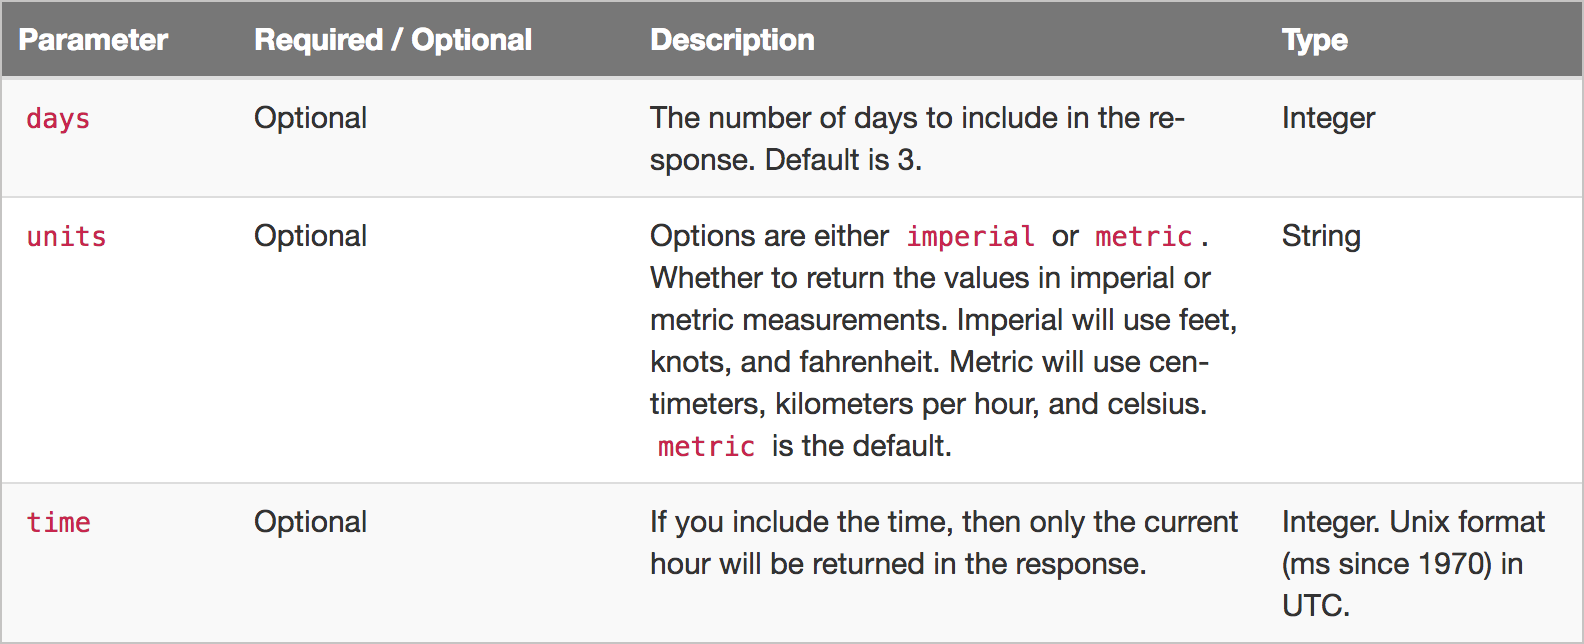 Parameter Required / Optional Description Type
days Optional The number of days to include in the re- Integer
sponse. Default is 3.
units Optional Options are either imperial or metric. String
Whether to return the values in imperial or
metric measurements. Imperial will use feet,
knots, and fahrenheit. Metric will use cen-
timeters, kilometers per hour, and celsius.
metric is the default.
time Optional If you include the time, then only the current Integer. Unix format
hour will be returned in the response. (ms since 1970) in
UTC.